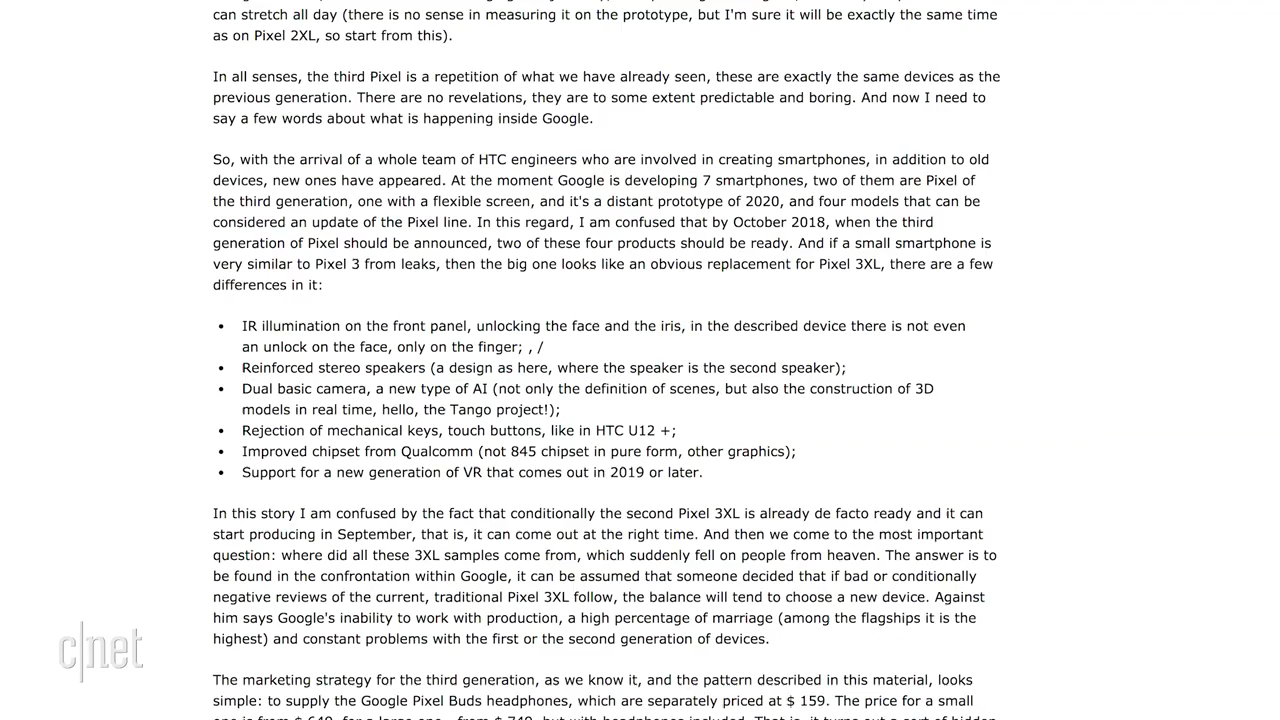 can stretch all day (there is no sense in measuring it on the prototype, but I'm sure it will be exactly the same time
as on Pixel 2XL, so start from this).
In all senses, the third Pixel is a repetition of what we have already seen, these are exactly the same devices as the
previous generation. There are no revelations, they are to some extent predictable and boring. And now I need to
say a few words about what is happening inside Google.
So, with the arrival of a whole team of HTC engineers who are involved in creating smartphones, in addition to old
devices, new ones have appeared. At the moment Google is developing 7 smartphones, two of them are Pixel of
the third generation, one with a flexible screen, and it's a distant prototype of 2020, and four models that can be
considered an update of the Pixel line. In this regard, I am confused that by October 2018, when the third
generation of Pixel should be announced, two of these four products should be ready. And if a small smartphone is
very similar to Pixel 3 from leaks, then the big one looks like an obvious replacement for Pixel 3XL, there are a few
differences in it:
• IR illumination on the front panel, unlocking the face and the iris, in the described device there is not even
an unlock on the face, only on the finger; , /
• Reinforced stereo speakers (a design as here, where the speaker is the second speaker);
• Dual basic camera, a new type of AI (not only the definition of scenes, but also the construction of 3D
models in real time, hello, the Tango project!);
• Rejection of mechanical keys, touch buttons, like in HTC U12 +;
• Improved chipset from Qualcomm (not 845 chipset in pure form, other graphics);
• Support for a new generation of VR that comes out in 2019 or later.
In this story I am confused by the fact that conditionally the second Pixel 3XL is already de facto ready and it can
start producing in September, that is, it can come out at the right time. And then we come to the most important
question: where did all these 3XL samples come from, which suddenly fell on people from heaven. The answer is to
be found in the confrontation within Google, it can be assumed that someone decided that if bad or conditionally
negative reviews of the current, traditional Pixel 3XL follow, the balance will tend to choose a new device. Against
him says Google's inability to work with production, a high percentage of marriage (among the flagships it is the
highest) and constant problems with the first or the second generation of devices.
c|net
The marketing strategy for the third generation, as we know it, and the pattern described in this material, looks
simple: to supply the Google Pixel Buds headphones, which are separately priced at $ 159. The price for a small